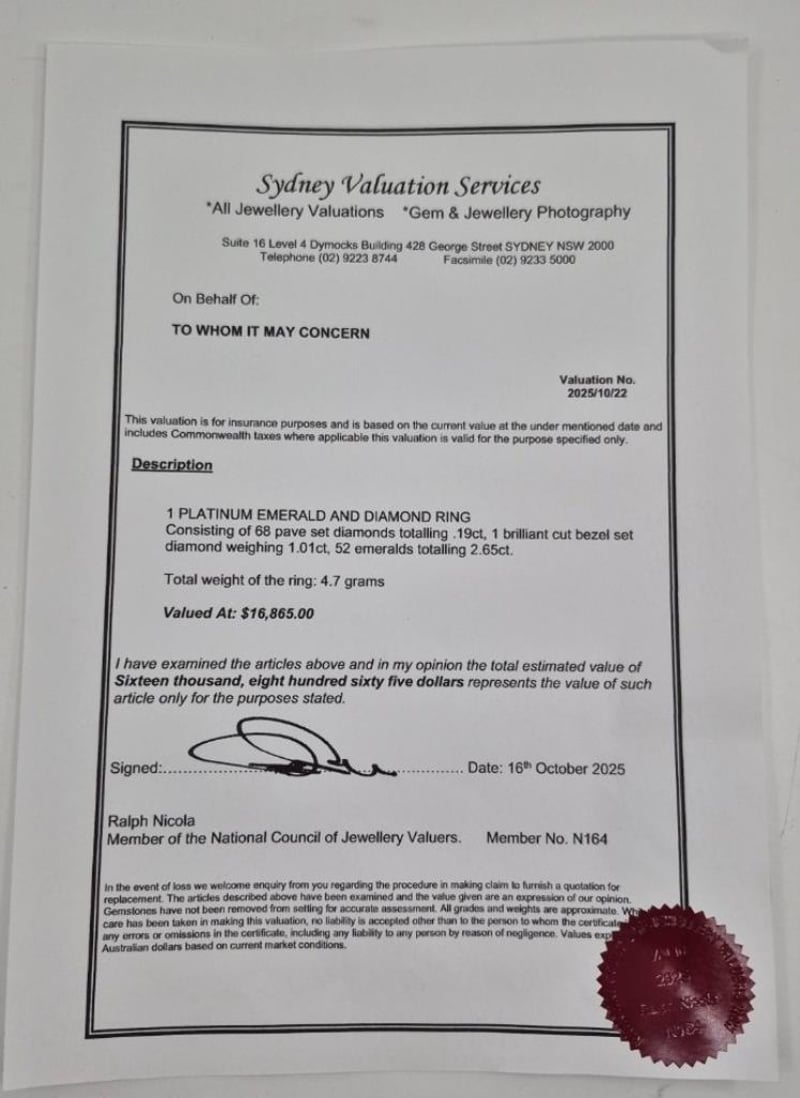 Sydney Valuation Services
*All Jewellery Valuations *Gem & Jewellery Photography
Suite 16 Level 4 Dymocks Building 428 George Street SYDNEY NSW 2000
Telephone (02) 9223 8744 Facsimile (02) 9233 5000
On Behalf Of:
TO WHOM IT MAY CONCERN
Valuation No.
2025/10/22
This valuation is for insurance purposes and is based on the current value at the under mentioned date and
includes Commonwealth taxes where applicable this valuation is valid for the purpose specified only.
Description
1 PLATINUM EMERALD AND DIAMOND RING
Consisting of 68 pave set diamonds totalling .19ct, 1 brilliant cut bezel set
diamond weighing 1.01ct, 52 emeralds totalling 2.65ct.
Total weight of the ring: 4.7 grams
Valued At: $16,865.00
I have examined the articles above and in my opinion the total estimated value of
Sixteen thousand, eight hundred sixty five dollars represents the value of such
article only for the purposes stated.
Signed:............................................ Date: 16th October 2025
Ralph Nicola
Member of the National Council of Jewellery Valuers. Member No. N164
In the event of loss we welcome enquiry from you regarding the procedure in making claim to furnish a quotation for
replacement. The articles described above have been examined and the value given are an expression of our opinion.
Gemstones have not been removed from setting for accurate assessment. All grades and weights are approximate. Wh
care has been taken in making this valuation, no liability is accepted other than to the person to whom the certificate
any errors or omissions in the certificate, including any liability to any person by reason of negligence. Values exp
Australian dollars based on current market conditions.